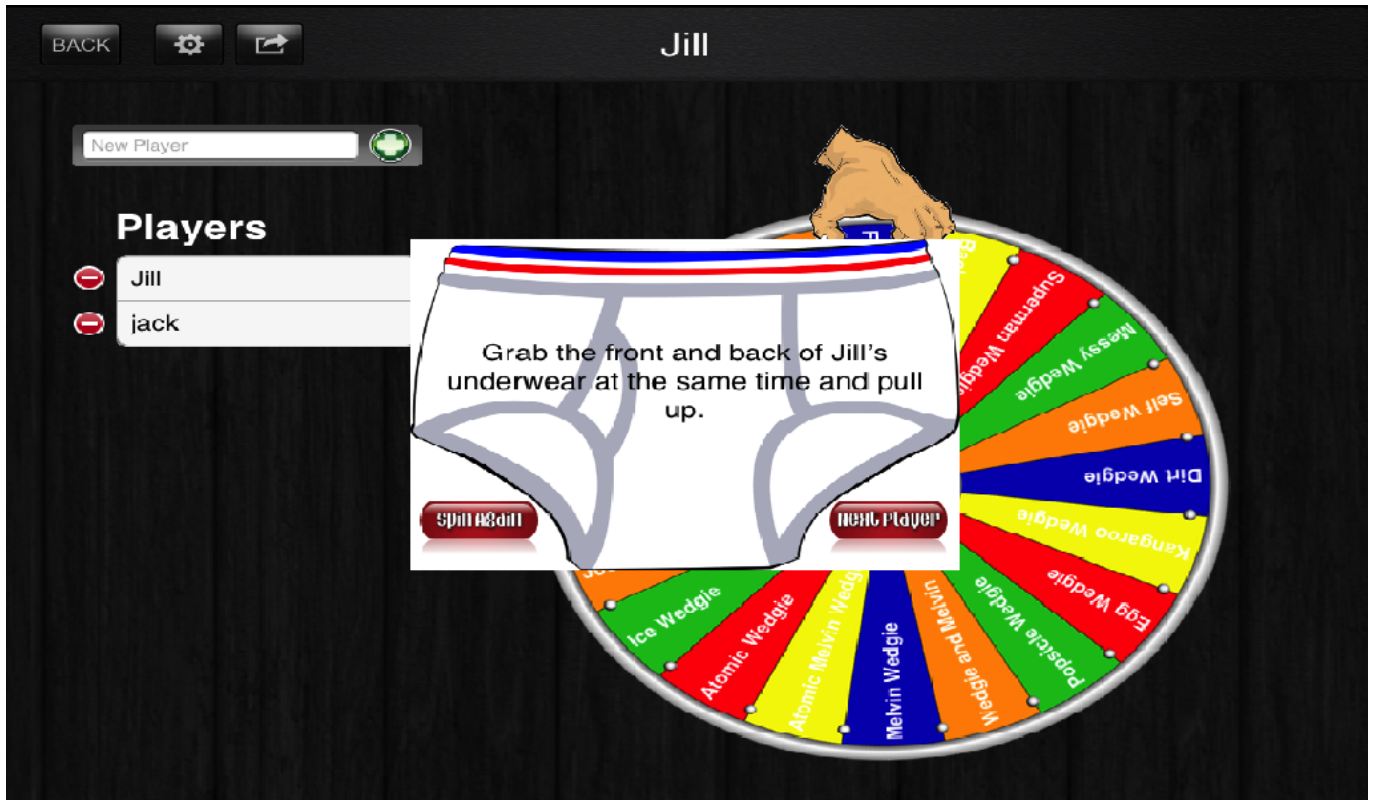 BACK
Jill
New Player
Players
Jill
jack
Grab the front and back of Jill's
underwear at the same time and pull
up.
Spin Again
Next Player
Superman Wedgie
Messy Wedgie
Self Wedgie
Dirt Wedgie
Kangaroo Wedgie
Egg Wedgie
Popsicle Wedgie
Wedgie and Melvin
Melvin Wedgie
Atomic Melvin Wedgie
Atomic Wedgie
Ice Wedgie